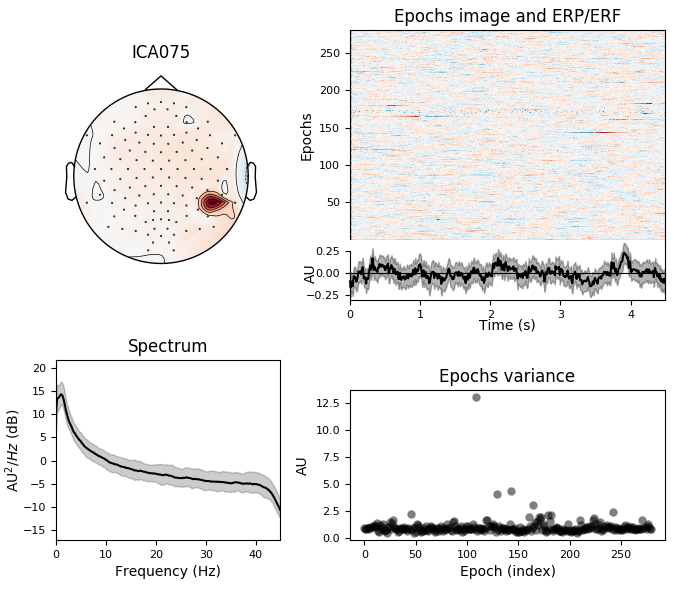 ICA075
Epochs image and ERP/ERF
Epochs
250
200
150
100
50
AU
0.25
0.00
−0.25
0 1 2 3 4
Time (s)
Spectrum
AU²/Hz (dB)
20
15
10
5
0
−5
−10
−15
0 10 20 30 40
Frequency (Hz)
Epochs variance
AU
12.5
10.0
7.5
5.0
2.5
0.0
0 50 100 150 200 250
Epoch (index)